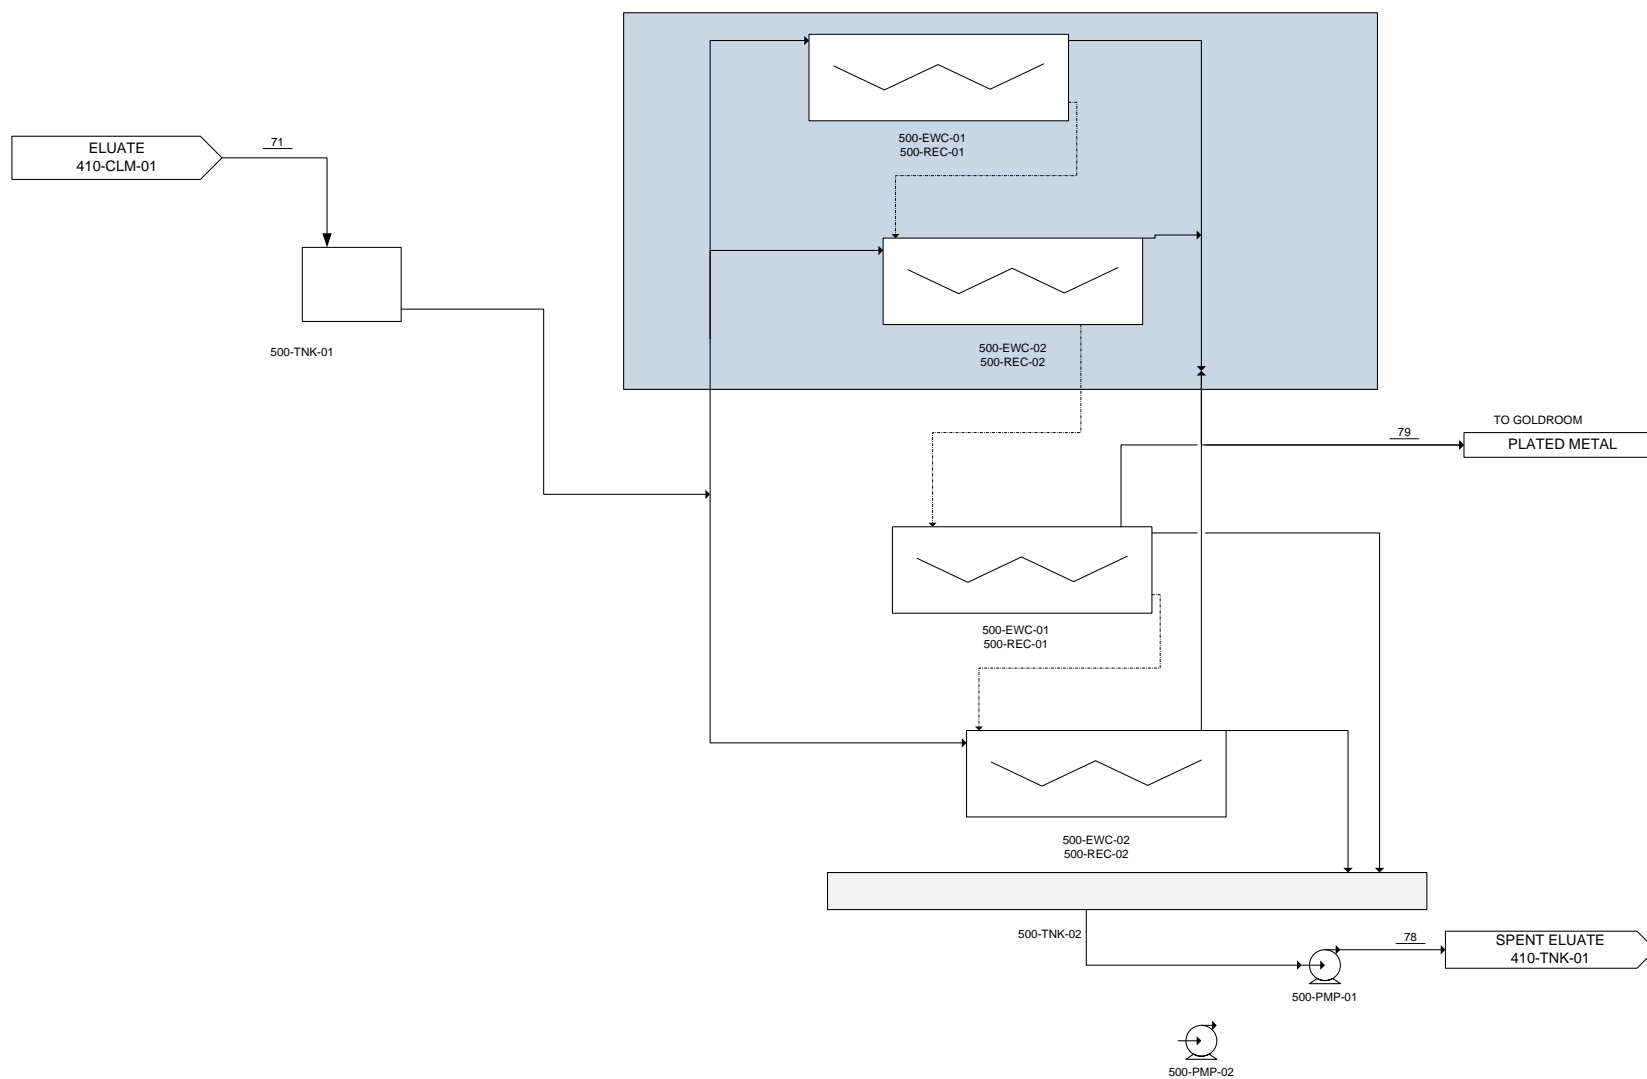 500-EWC-01
500-REC-01
ELUATE
410-CLM-01
71
500-TNK-01
500-EWC-02
500-REC-02
TO GOLDROOM
79
PLATED METAL
500-EWC-01
500-REC-01
500-EWC-02
500-REC-02
500-TNK-02
78
SPENT ELUATE
410-TNK-01
500-PMP-01
500-PMP-02